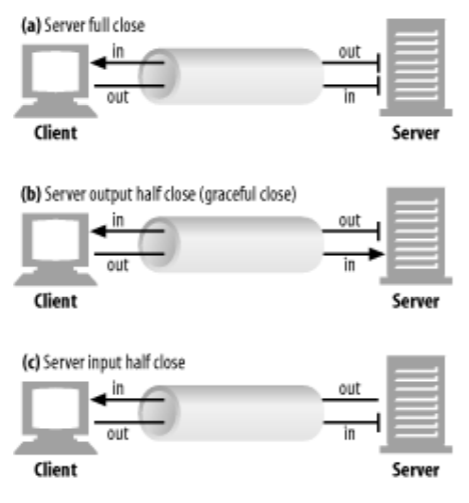 (a) Server full close
in out
out in
Client Server
(b) Server output half close (graceful close)
in out
out in
Client Server
(c) Server input half close
in out
out in
Client Server